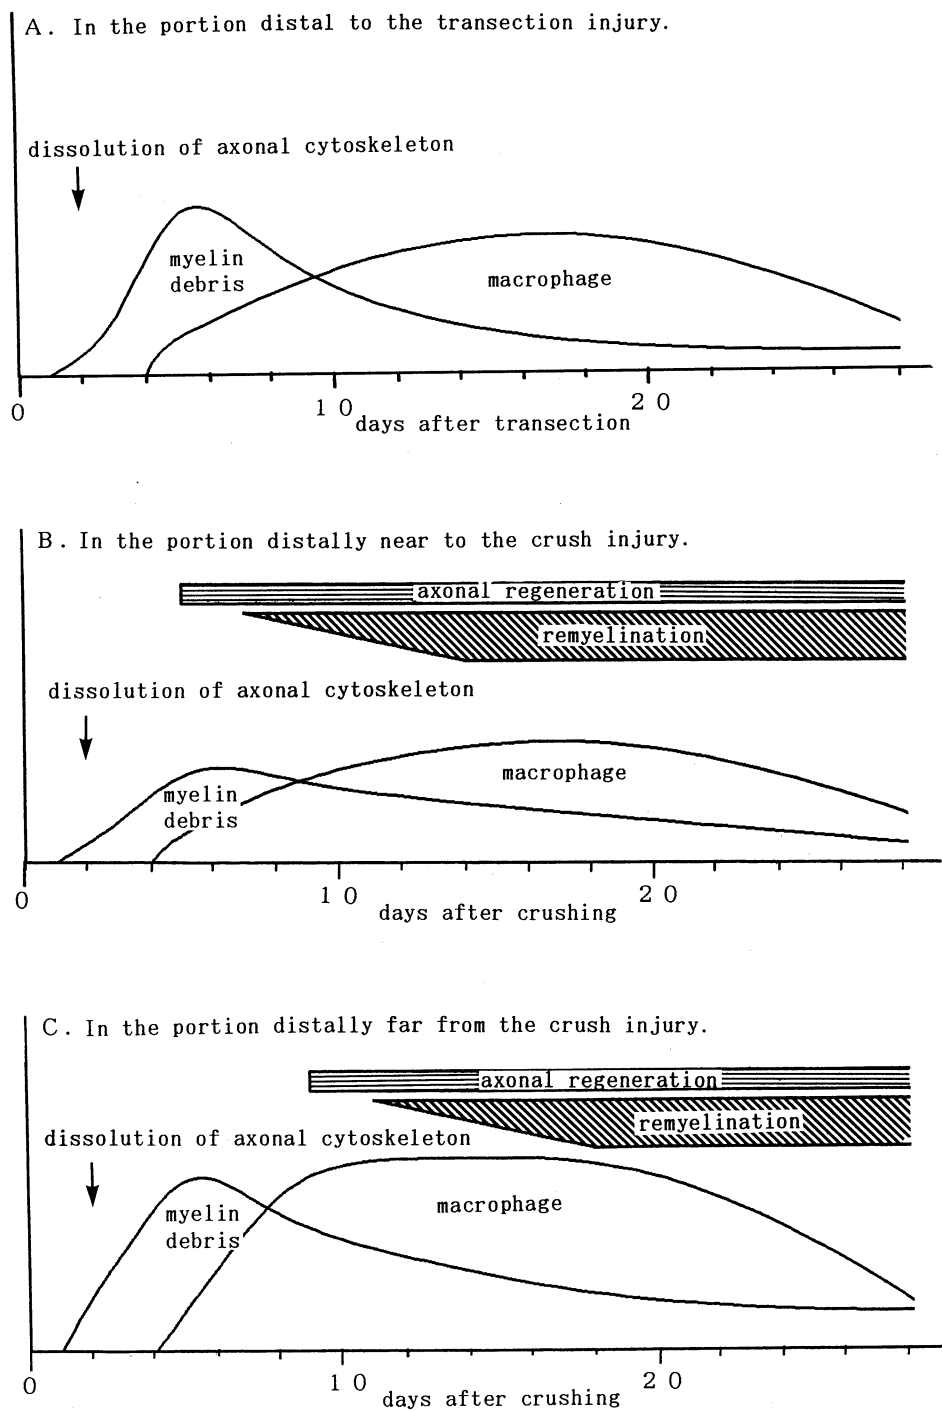 A. In the portion distal to the transection injury.
dissolution of axonal cytoskeleton
myelin
debris
macrophage
0
10
20
days after transection
B. In the portion distally near to the crush injury.
axonal regeneration
remyelination
dissolution of axonal cytoskeleton
macrophage
myelin
debris
0
10
20
days after crushing
C. In the portion distally far from the crush injury.
axonal regeneration
remyelination
dissolution of axonal cytoskeleton
macrophage
myelin
debris
0
10
20
days after crushing